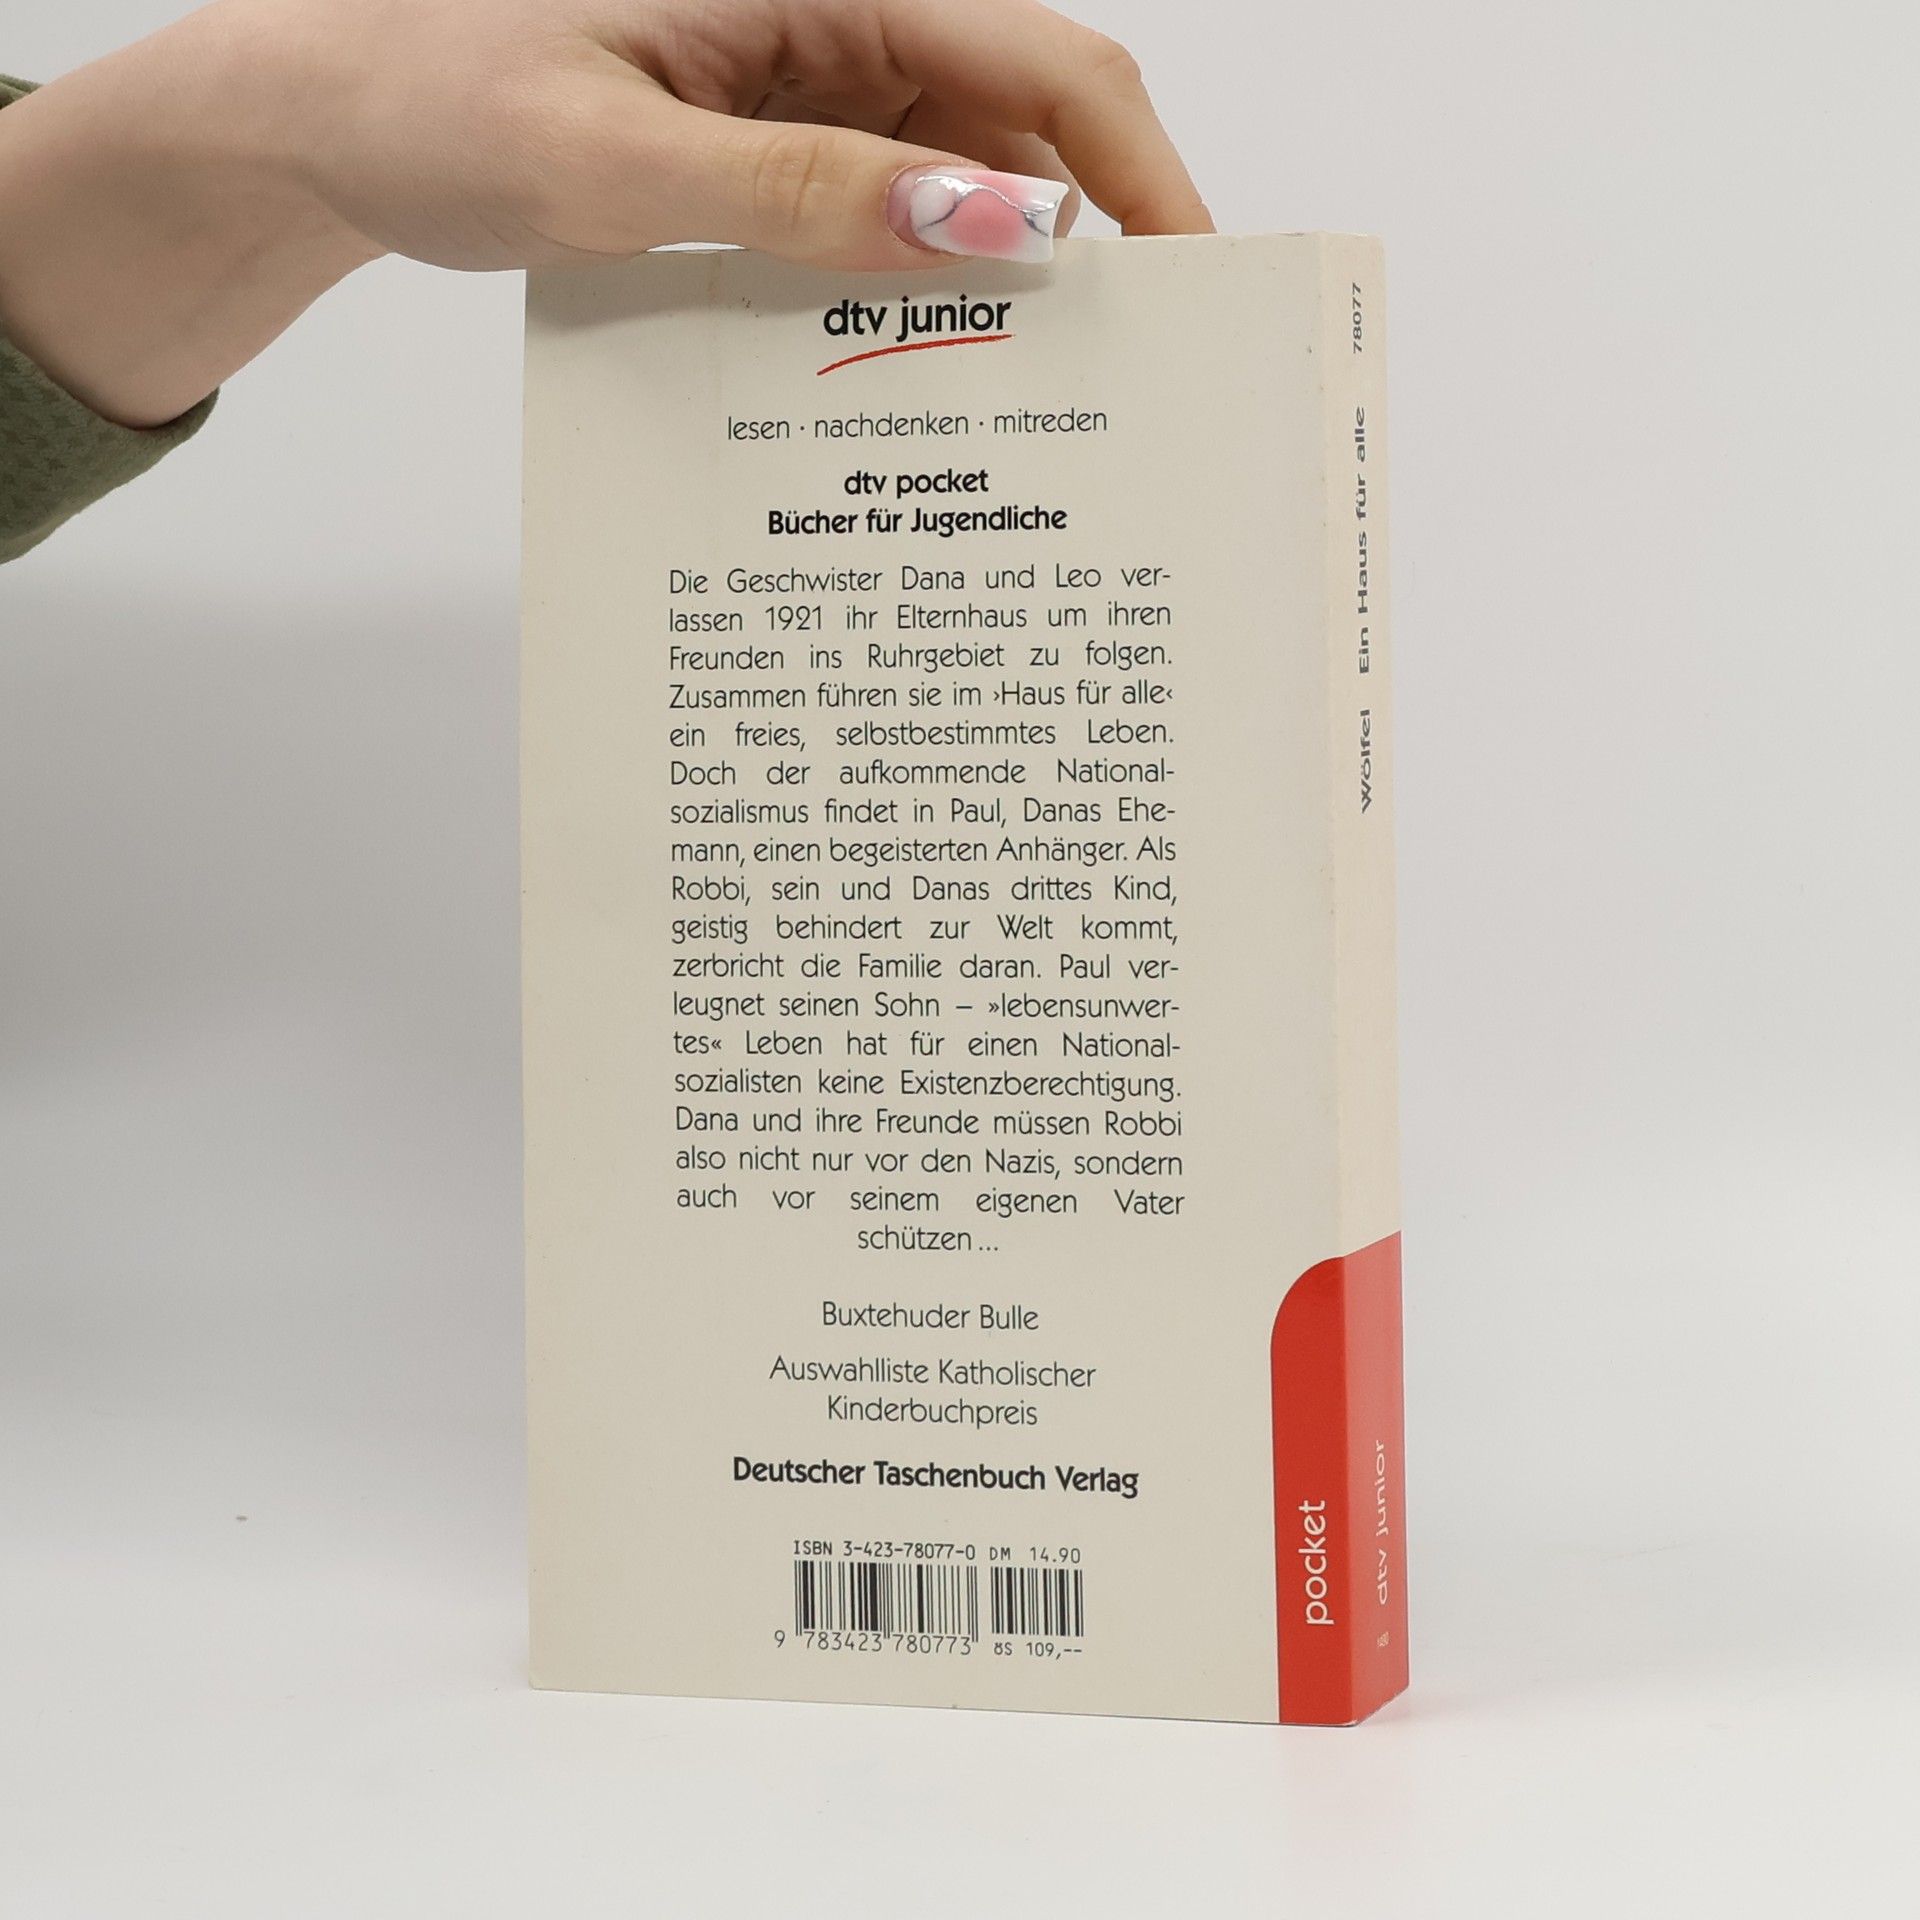 dtv junior
lesen · nachdenken · mitreden
dtv pocket
Bücher für Jugendliche
Die Geschwister Dana und Leo ver-
lassen 1921 ihr Elternhaus um ihren
Freunden ins Ruhrgebiet zu folgen.
Zusammen führen sie im ›Haus für alle‹
ein freies, selbstbestimmtes Leben.
Doch der aufkommende National-
sozialismus findet in Paul, Danas Ehe-
mann, einen begeisterten Anhänger. Als
Robbi, sein und Danas drittes Kind,
geistig behindert zur Welt kommt,
zerbricht die Familie daran. Paul ver-
leugnet seinen Sohn – »lebensunwer-
tes« Leben hat für einen National-
sozialisten keine Existenzberechtigung.
Dana und ihre Freunde müssen Robbi
also nicht nur vor den Nazis, sondern
auch vor seinem eigenen Vater
schützen ...
Buxtehuder Bulle
Auswahlliste Katholischer
Kinderbuchpreis
Deutscher Taschenbuch Verlag
ISBN 3-423-78077-0 DM 14.90
9 783423 780773 öS 109,--
pocket
Wölfel Ein Haus für alle 78077
dtv junior